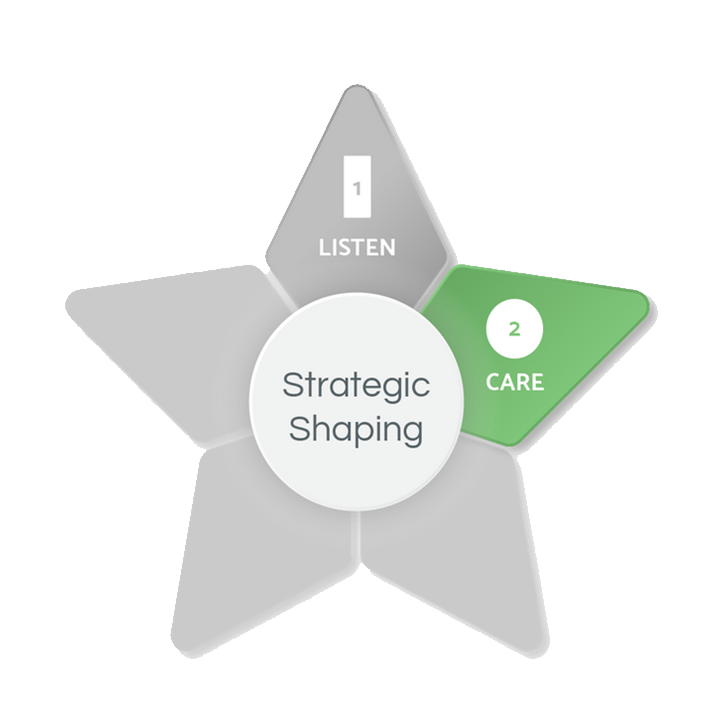 1
LISTEN
2
CARE
Strategic
Shaping